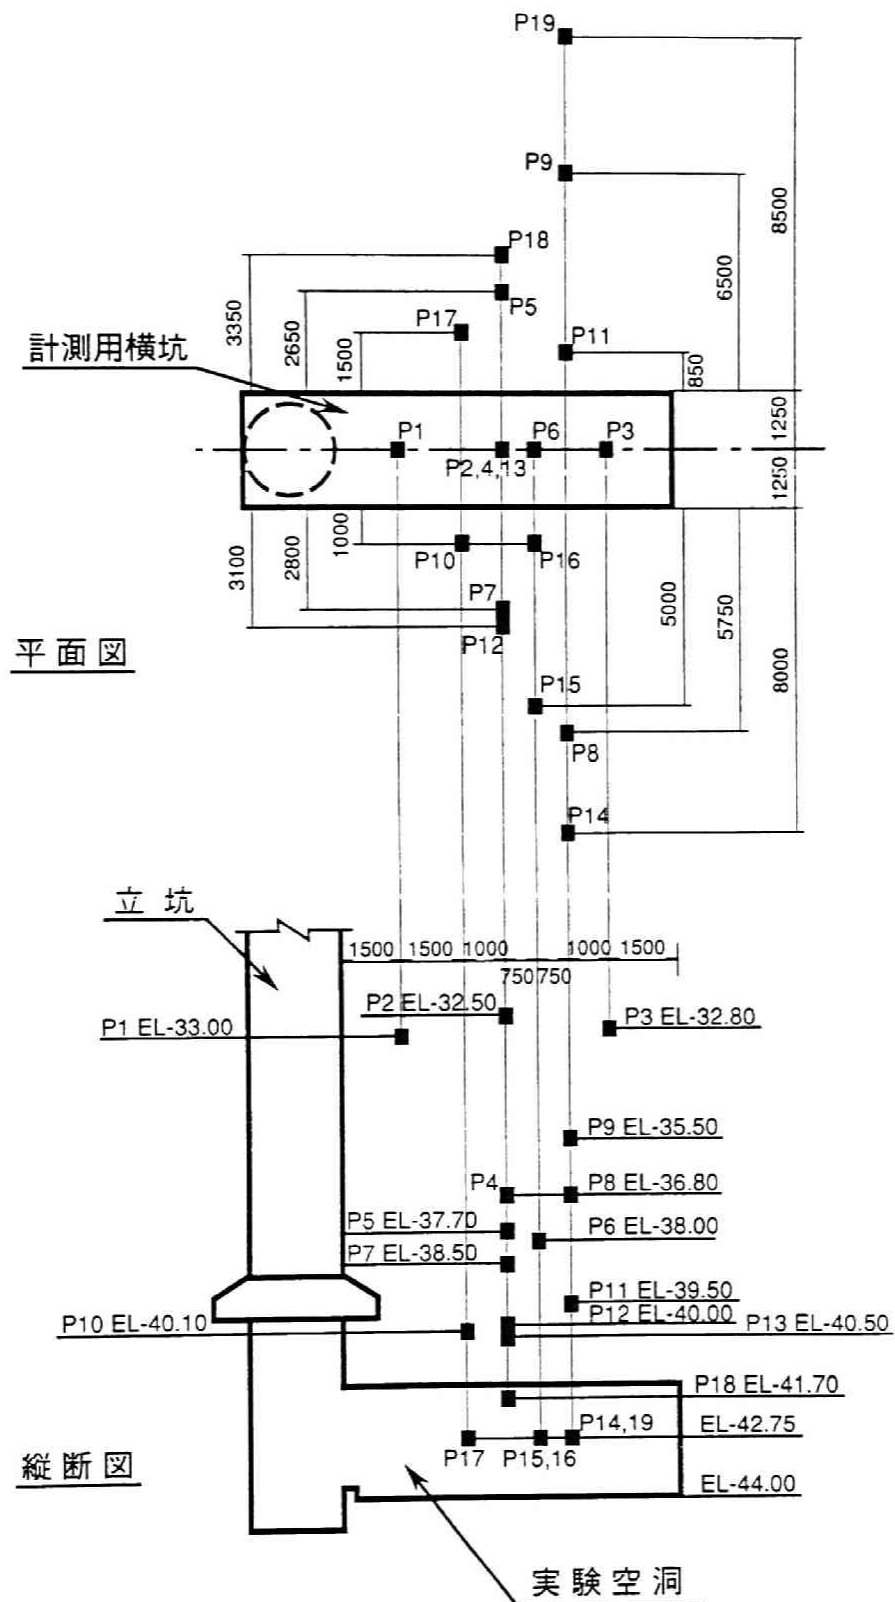 P19
P9
8500
P18
6500
P5
3350
2650
P17
1500
P11
計測用横坑
850
P1
P6
P3
1250
P2,4,13
1250
1000
P10
P16
3100
2800
P7
P12
5000
5750
平面図
8000
P15
P8
P14
立坑
1500 1500 1000 1000 1500
750 750
P2 EL-32.50
P1 EL-33.00
P3 EL-32.80
P9 EL-35.50
P4
P8 EL-36.80
P5 EL-37.70
P6 EL-38.00
P7 EL-38.50
P11 EL-39.50
P12 EL-40.00
P10 EL-40.10
P13 EL-40.50
P18 EL-41.70
P14,19
EL-42.75
P17
P15,16
縦断図
EL-44.00
実験空洞